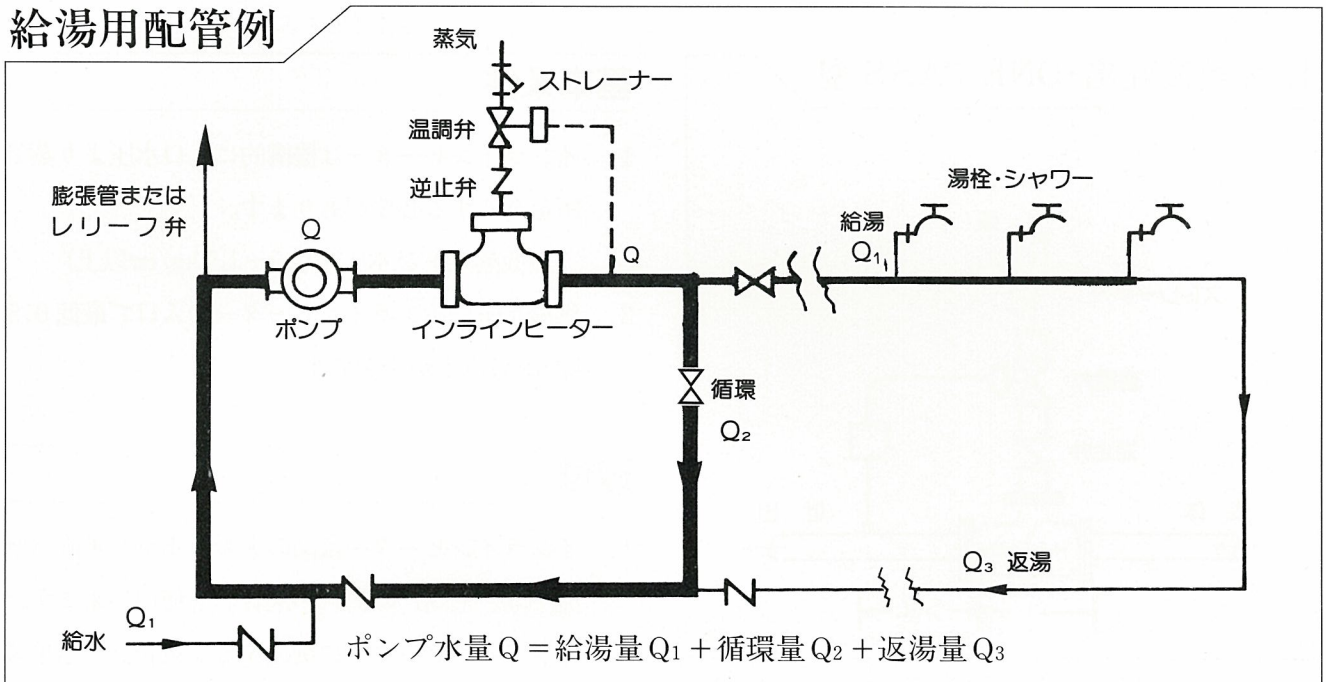 給湯用配管例
蒸気
ストレーナー
温調弁
逆止弁
膨張管または
レリーフ弁
Q
ポンプ
インラインヒーター
Q
湯栓・シャワー
給湯
Q₁
循環
Q₂
Q₃ 返湯
Q₁
給水
ポンプ水量Q＝給湯量Q₁＋循環量Q₂＋返湯量Q₃